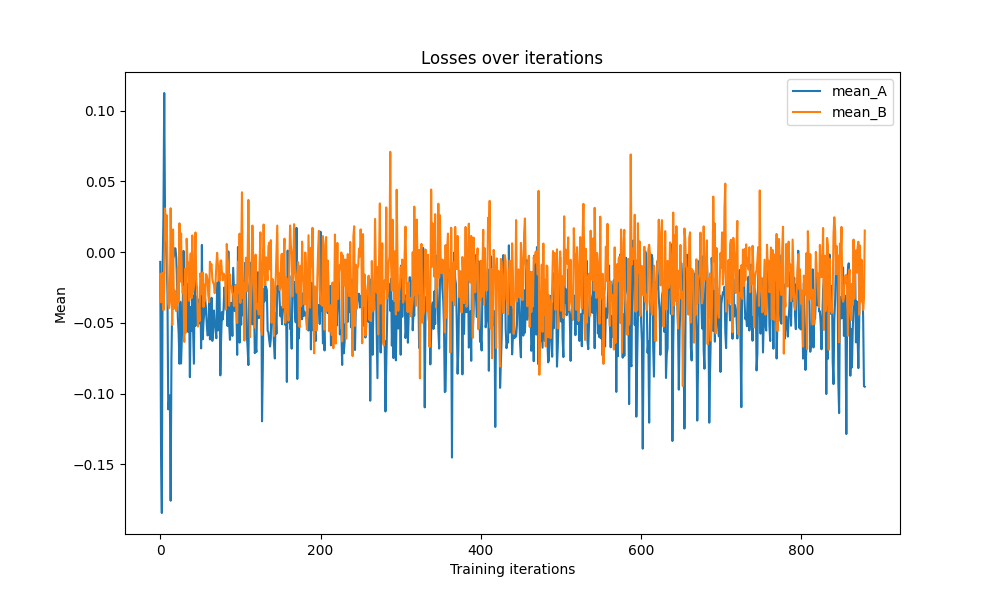 Losses over iterations
mean_A
mean_B
Mean
0.10
0.05
0.00
−0.05
−0.10
−0.15
0
200
400
600
800
Training iterations